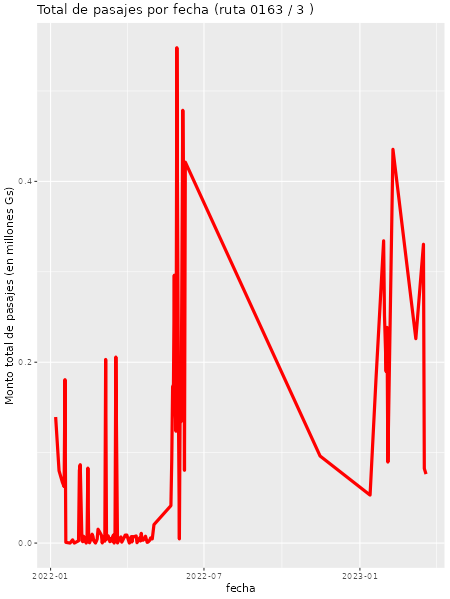 Total de pasajes por fecha (ruta 0163 / 3 )
Monto total de pasajes (en millones Gs)
0.4
0.2
0.0
2022-01
2022-07
2023-01
fecha